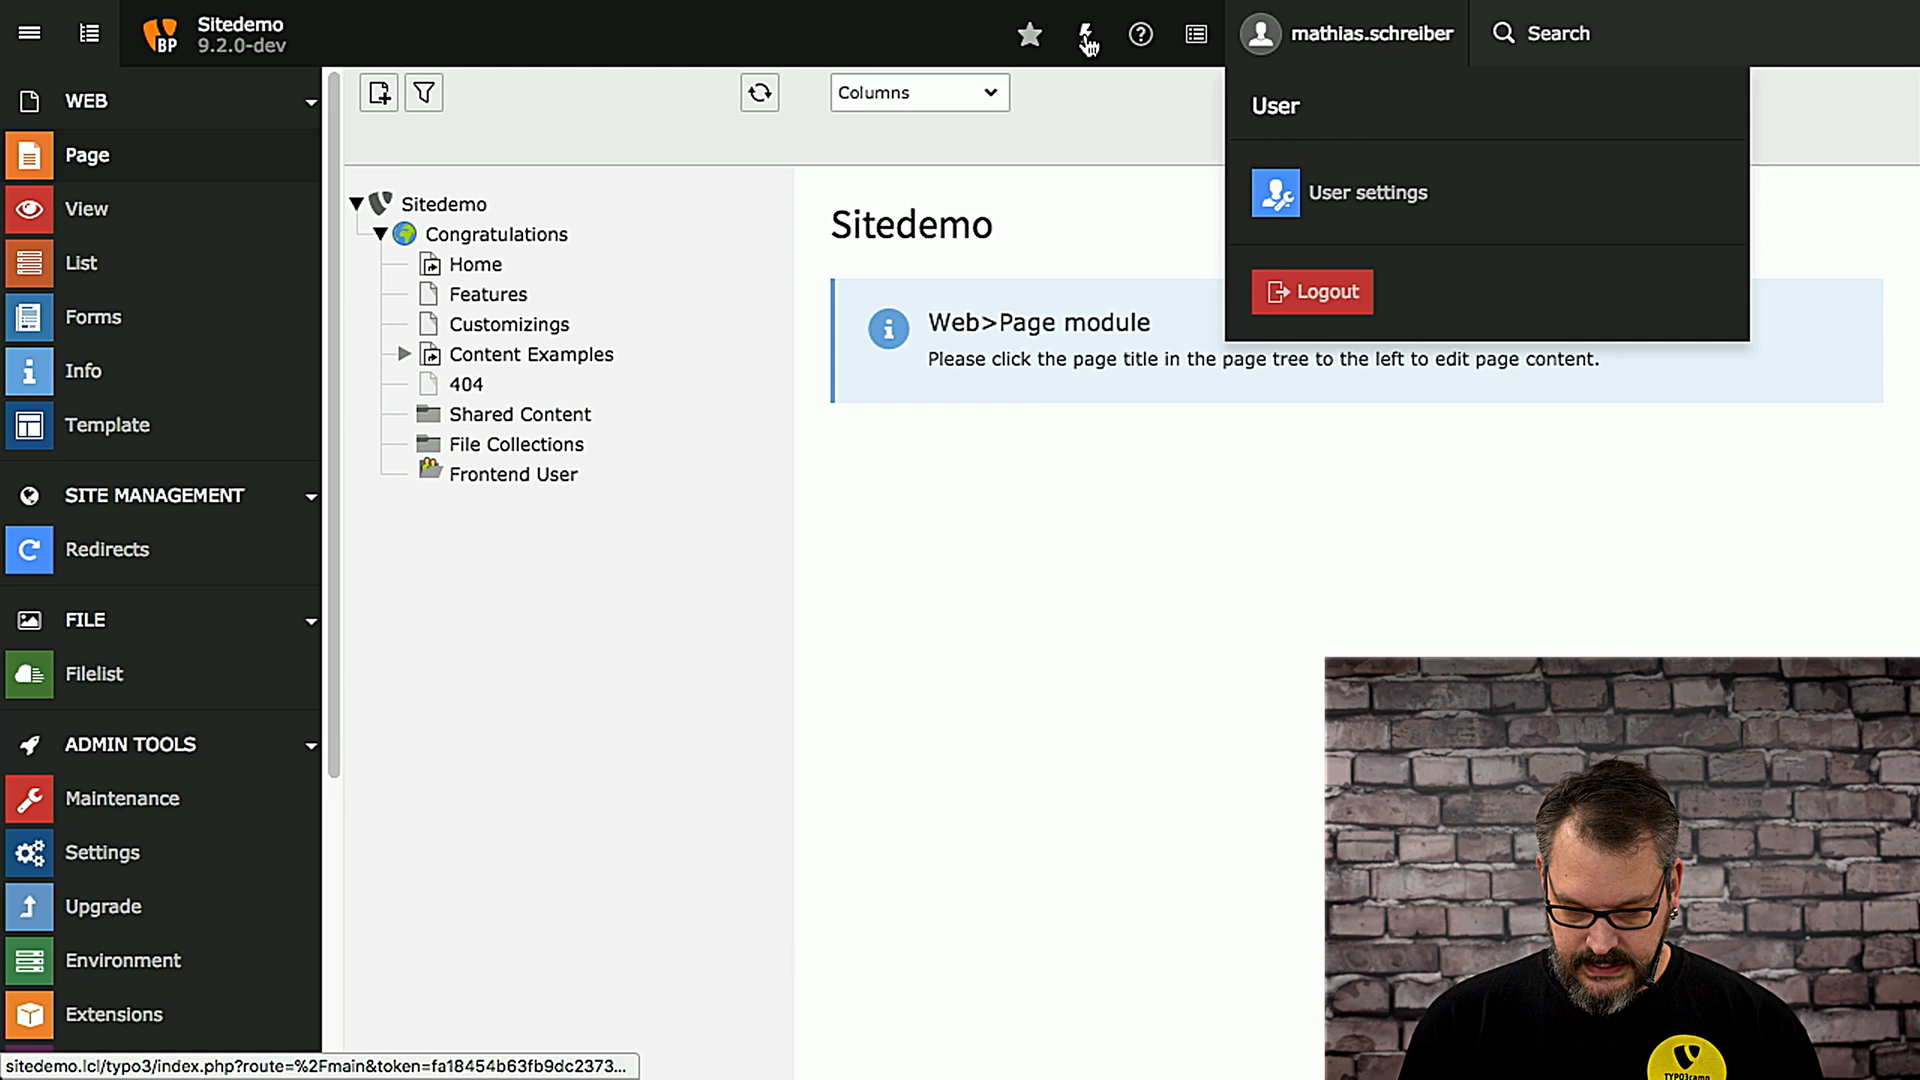 BP
Sitedemo
9.2.0-dev
mathias.schreiber
Search
WEB
Page
View
List
Forms
Info
Template
SITE MANAGEMENT
Redirects
FILE
Filelist
ADMIN TOOLS
Maintenance
Settings
Upgrade
Environment
Extensions
sitedemo.lcl/typo3/index.php?route=%2Fmain&token=fa18454b63fb9dc2373...
Columns
Sitedemo
Congratulations
Home
Features
Customizings
Content Examples
404
Shared Content
File Collections
Frontend User
Sitedemo
Web>Page module
Please click the page title in the page tree to the left to edit page content.
User
User settings
Logout
TYPO3camp